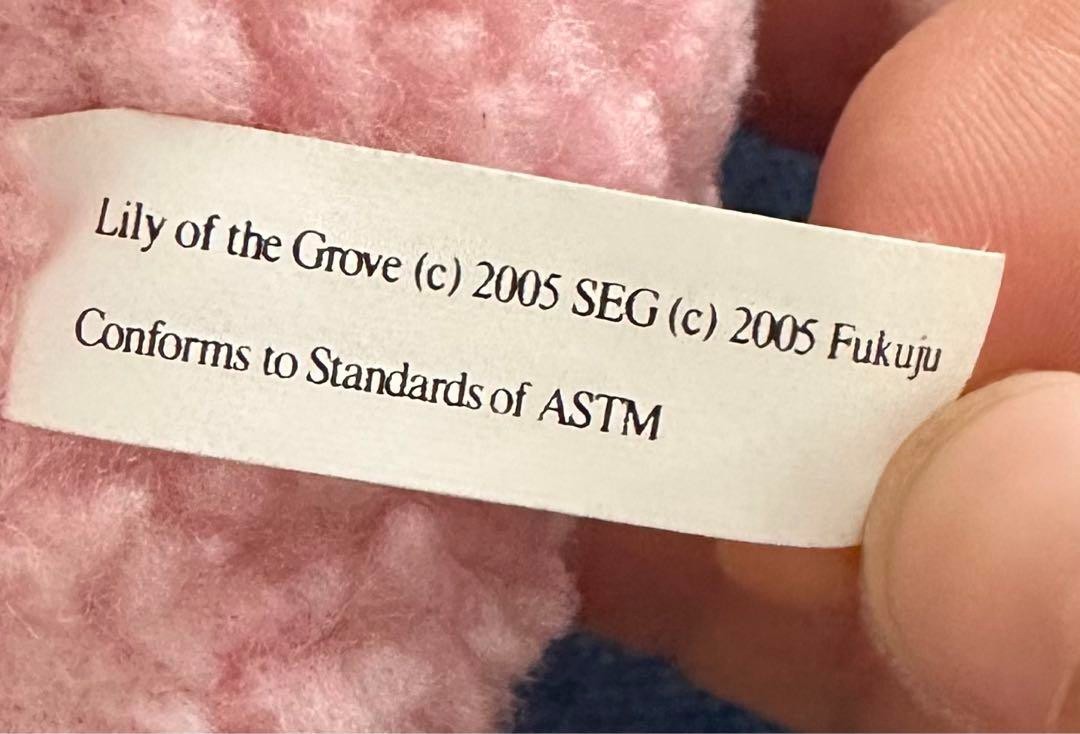 Lily of the Grove (c) 2005 SEG (c) 2005 Fukuju
Conforms to Standards of ASTM